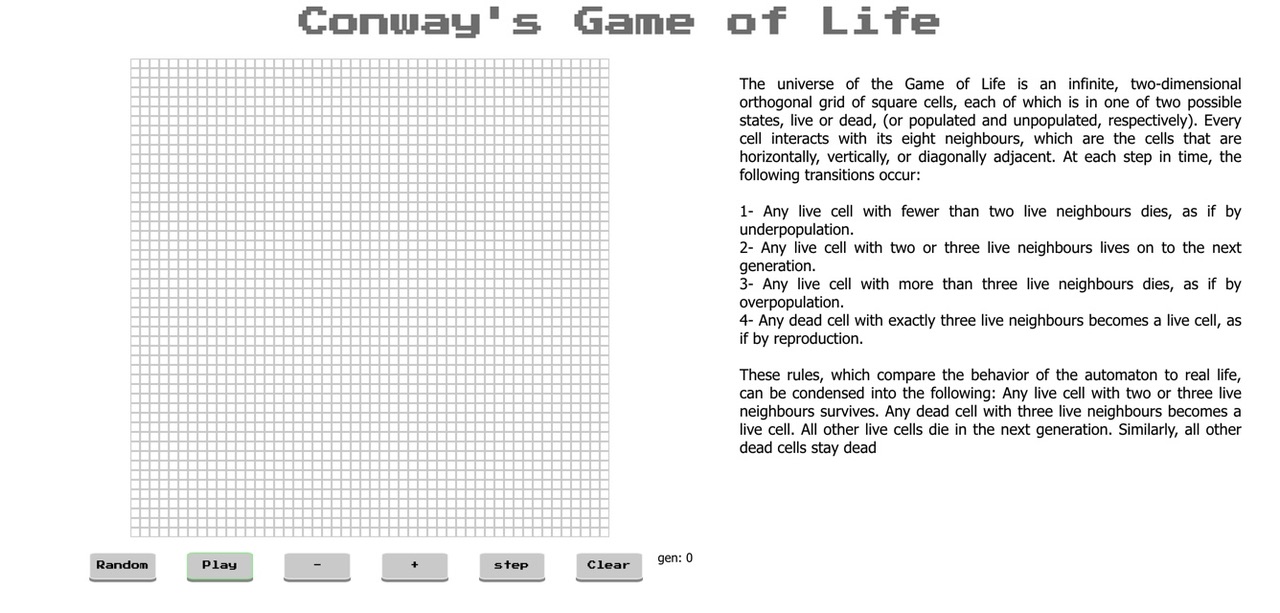 Conway's Game of Life
The universe of the Game of Life is an infinite, two-dimensional
orthogonal grid of square cells, each of which is in one of two possible
states, live or dead, (or populated and unpopulated, respectively). Every
cell interacts with its eight neighbours, which are the cells that are
horizontally, vertically, or diagonally adjacent. At each step in time, the
following transitions occur:
1- Any live cell with fewer than two live neighbours dies, as if by
underpopulation.
2- Any live cell with two or three live neighbours lives on to the next
generation.
3- Any live cell with more than three live neighbours dies, as if by
overpopulation.
4- Any dead cell with exactly three live neighbours becomes a live cell, as
if by reproduction.
These rules, which compare the behavior of the automaton to real life,
can be condensed into the following: Any live cell with two or three live
neighbours survives. Any dead cell with three live neighbours becomes a
live cell. All other live cells die in the next generation. Similarly, all other
dead cells stay dead
Random Play - + step Clear gen: 0